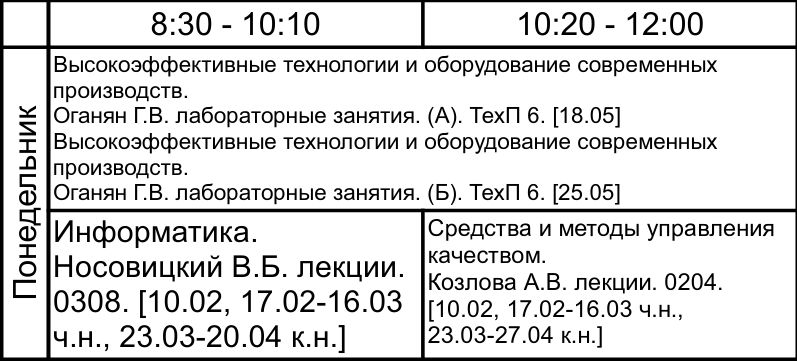 8:30 - 10:10
10:20 - 12:00
Понедельник
Высокоэффективные технологии и оборудование современных
производств.
Оганян Г.В. лабораторные занятия. (А). ТехП 6. [18.05]
Высокоэффективные технологии и оборудование современных
производств.
Оганян Г.В. лабораторные занятия. (Б). ТехП 6. [25.05]
Информатика.
Носовицкий В.Б. лекции.
0308. [10.02, 17.02-16.03
ч.н., 23.03-20.04 к.н.]
Средства и методы управления
качеством.
Козлова А.В. лекции. 0204.
[10.02, 17.02-16.03 ч.н.,
23.03-27.04 к.н.]